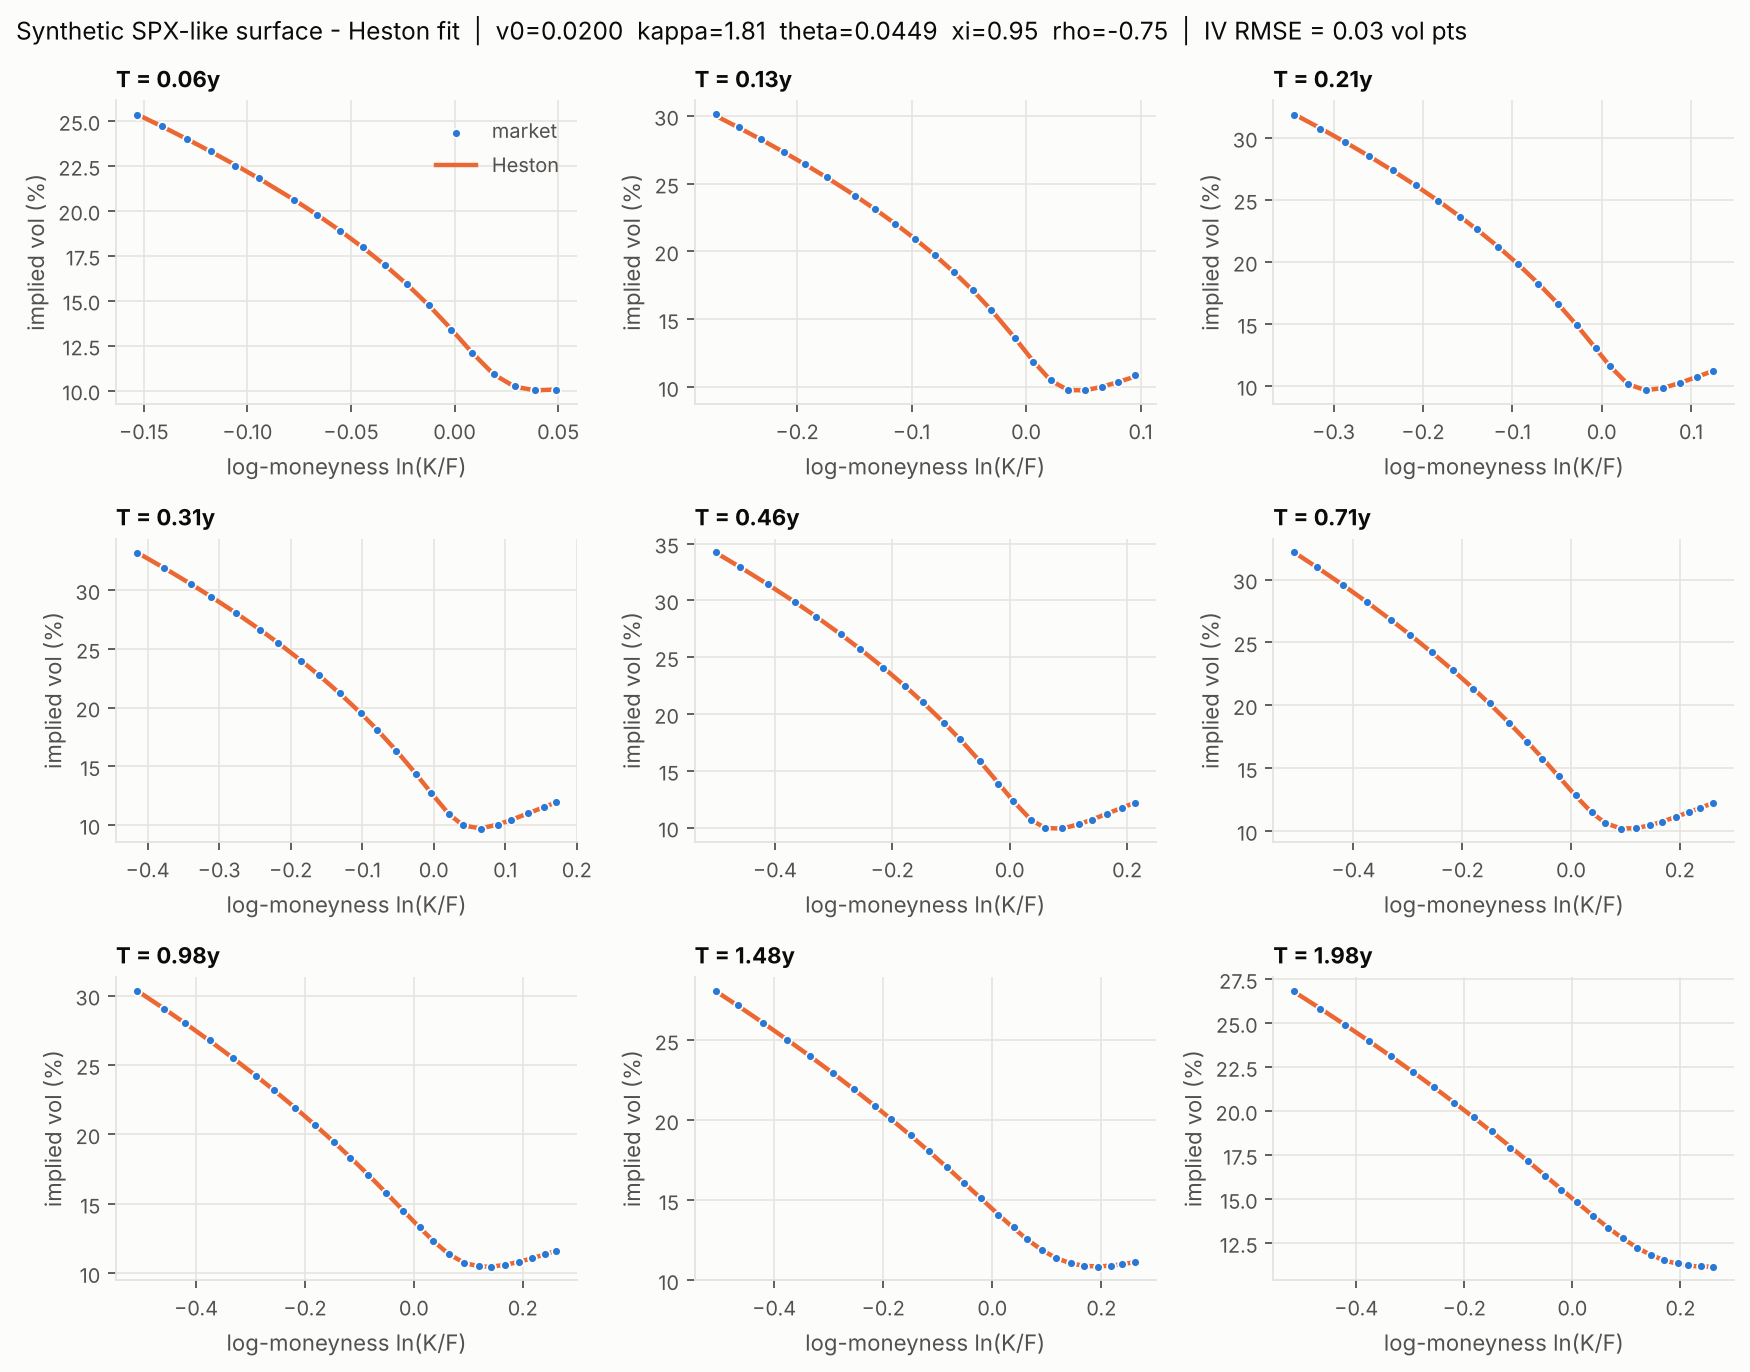 Synthetic SPX-like surface - Heston fit | v0=0.0200 kappa=1.81 theta=0.0449 xi=0.95 rho=-0.75 | IV RMSE = 0.03 vol pts
T = 0.06y
implied vol (%)
25.0
22.5
20.0
17.5
15.0
12.5
10.0
market
Heston
−0.15 −0.10 −0.05 0.00 0.05
log-moneyness ln(K/F)
T = 0.13y
implied vol (%)
30
25
20
15
10
−0.2 −0.1 0.0 0.1
log-moneyness ln(K/F)
T = 0.21y
implied vol (%)
30
25
20
15
10
−0.3 −0.2 −0.1 0.0 0.1
log-moneyness ln(K/F)
T = 0.31y
implied vol (%)
30
25
20
15
10
−0.4 −0.3 −0.2 −0.1 0.0 0.1 0.2
log-moneyness ln(K/F)
T = 0.46y
implied vol (%)
35
30
25
20
15
10
−0.4 −0.2 0.0 0.2
log-moneyness ln(K/F)
T = 0.71y
implied vol (%)
30
25
20
15
10
−0.4 −0.2 0.0 0.2
log-moneyness ln(K/F)
T = 0.98y
implied vol (%)
30
25
20
15
10
−0.4 −0.2 0.0 0.2
log-moneyness ln(K/F)
T = 1.48y
implied vol (%)
25
20
15
10
−0.4 −0.2 0.0 0.2
log-moneyness ln(K/F)
T = 1.98y
implied vol (%)
27.5
25.0
22.5
20.0
17.5
15.0
12.5
−0.4 −0.2 0.0 0.2
log-moneyness ln(K/F)